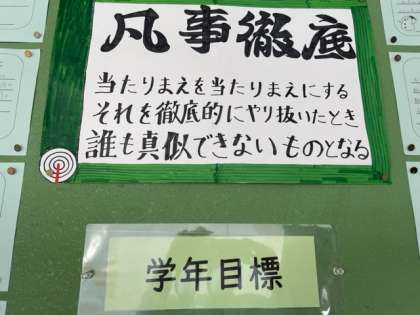 凡事徹底
当たりまえを当たりまえにする
それを徹底的にやり抜いたとき
誰も真似できないものとなる
学年目標